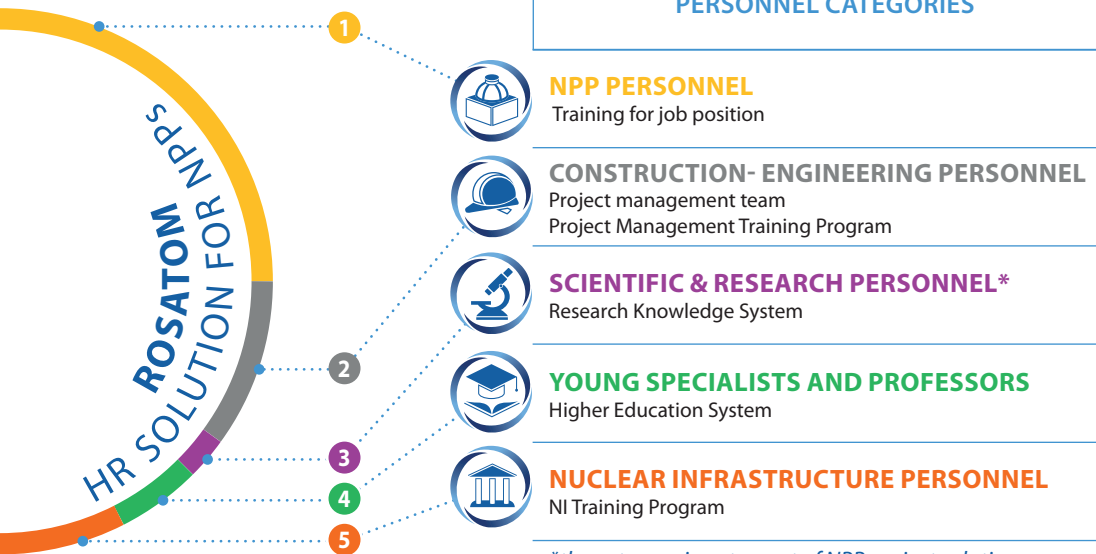 PERSONNEL CATEGORIES
1
NPP PERSONNEL
Training for job position
CONSTRUCTION- ENGINEERING PERSONNEL
Project management team
Project Management Training Program
SCIENTIFIC & RESEARCH PERSONNEL*
Research Knowledge System
2
YOUNG SPECIALISTS AND PROFESSORS
Higher Education System
3
4
NUCLEAR INFRASTRUCTURE PERSONNEL
NI Training Program
5
ROSATOM
HR SOLUTION FOR NPPs